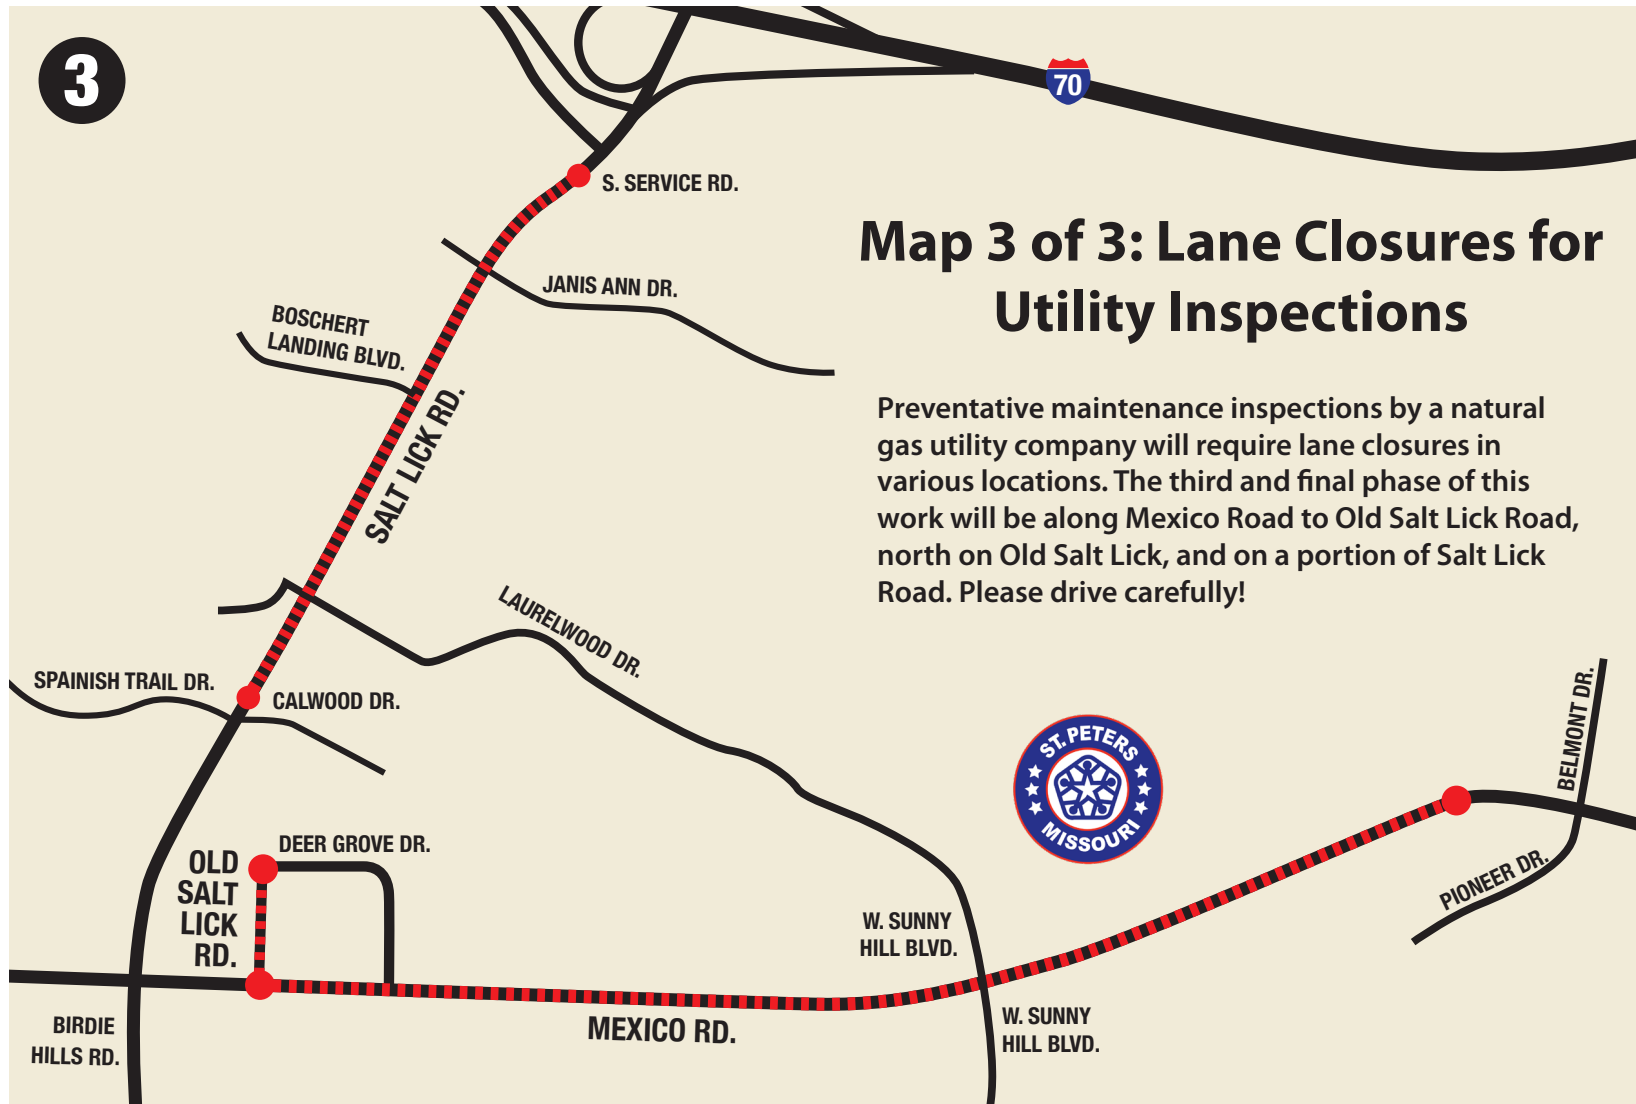 3
70
S. SERVICE RD.
Map 3 of 3: Lane Closures for
Utility Inspections
JANIS ANN DR.
BOSCHERT
LANDING BLVD.
SALT LICK RD.
Preventative maintenance inspections by a natural
gas utility company will require lane closures in
various locations. The third and final phase of this
work will be along Mexico Road to Old Salt Lick Road,
north on Old Salt Lick, and on a portion of Salt Lick
Road. Please drive carefully!
LAURELWOOD DR.
SPAINISH TRAIL DR.
CALWOOD DR.
BELMONT DR.
ST. PETERS
MISSOURI
DEER GROVE DR.
OLD
SALT
LICK
RD.
PIONEER DR.
W. SUNNY
HILL BLVD.
MEXICO RD.
W. SUNNY
HILL BLVD.
BIRDIE
HILLS RD.